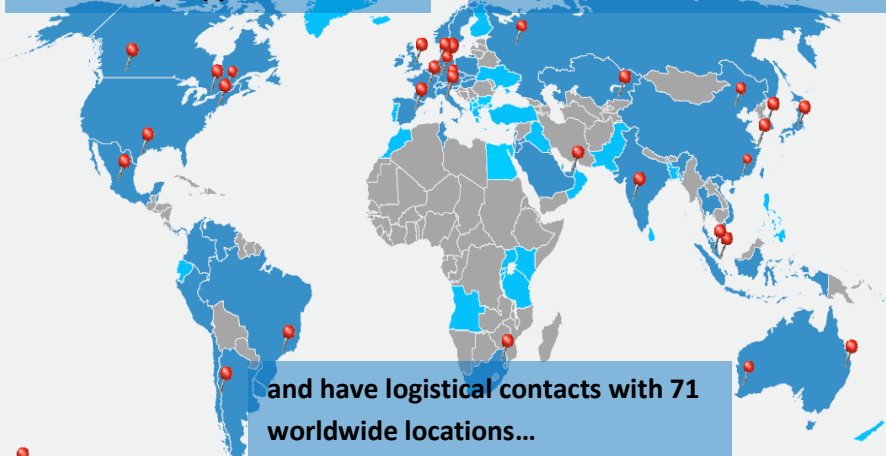 and have logistical contacts with 71
worldwide locations…